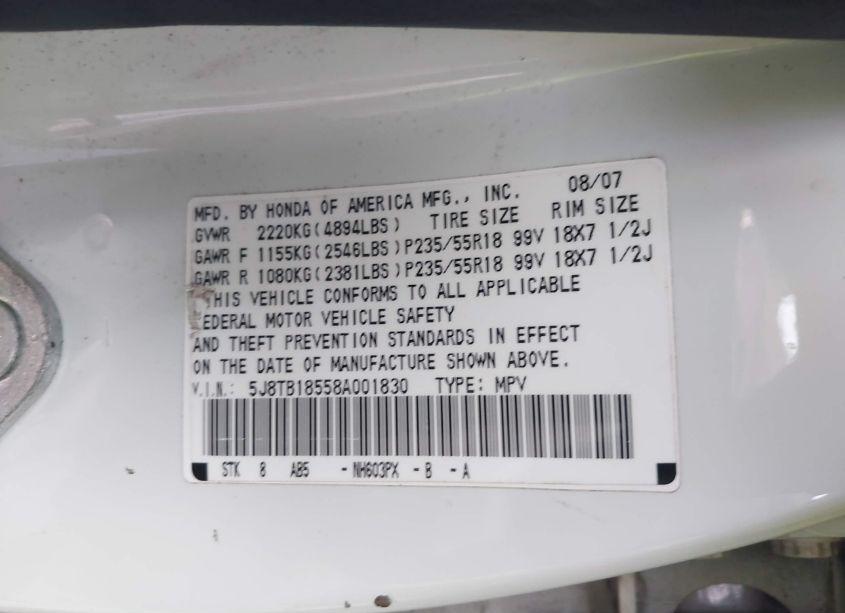 MFD. BY HONDA OF AMERICA MFG., INC. 08/07
GVWR 2220KG(4894LBS) TIRE SIZE RIM SIZE
GAWR F 1155KG(2546LBS)P235/55R18 99V 18X7 1/2J
GAWR R 1080KG(2381LBS)P235/55R18 99V 18X7 1/2J
THIS VEHICLE CONFORMS TO ALL APPLICABLE
FEDERAL MOTOR VEHICLE SAFETY
AND THEFT PREVENTION STANDARDS IN EFFECT
ON THE DATE OF MANUFACTURE SHOWN ABOVE.
V.I.N.: 5J8TB18558A001830 TYPE: MPV
STK 8 AB5 -NH603PX -B -A